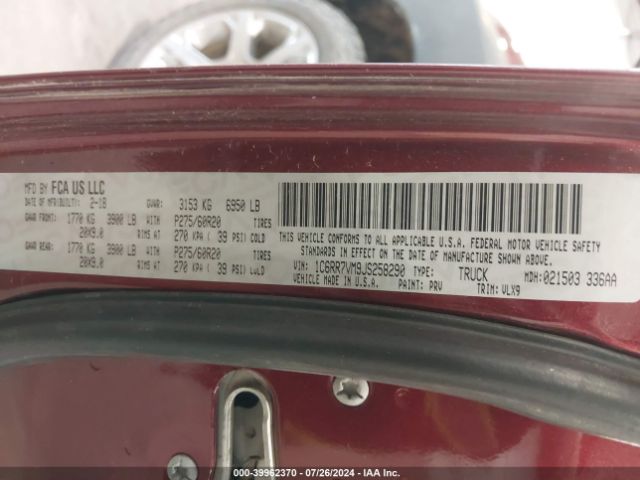 MFD BY FCA US LLC
DATE OF MFR(BUILT): 2-18 GVWR: 3153 KG 6950 LB
GAWR FRONT: 1770 KG 3900 LB WITH P275/60R20 TIRES
20X9.0 RIMS AT 270 KPA ( 39 PSI) COLD
GAWR REAR: 1770 KG 3900 LB WITH P275/60R20 TIRES
20X9.0 RIMS AT 270 KPA ( 39 PSI) COLD
THIS VEHICLE CONFORMS TO ALL APPLICABLE U.S.A. FEDERAL MOTOR VEHICLE SAFETY
STANDARDS IN EFFECT ON THE DATE OF MANUFACTURE SHOWN ABOVE.
VIN: 1C6RR7VM9JS258290 TYPE: TRUCK MDH:021503 336AA
VEHICLE MADE IN U.S.A. PAINT: PRV TRIM: VLX9
000-39962370 | 07/26/2024 | IAA Inc.